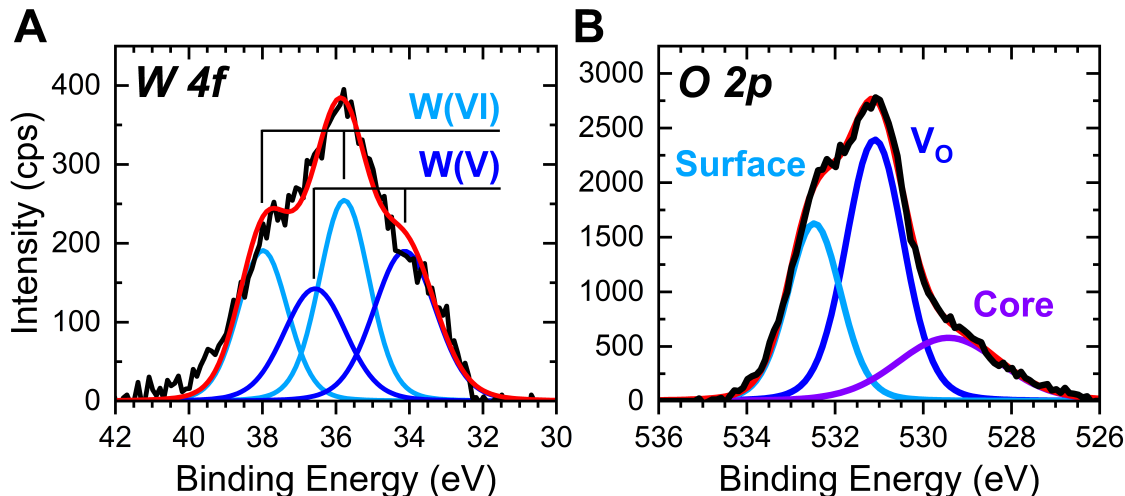 A
W 4f
W(VI)
W(V)
Intensity (cps)
400
300
200
100
0
42 40 38 36 34 32 30
Binding Energy (eV)
B
O 2p
Surface
V_O
Core
3000
2500
2000
1500
1000
500
0
536 534 532 530 528 526
Binding Energy (eV)